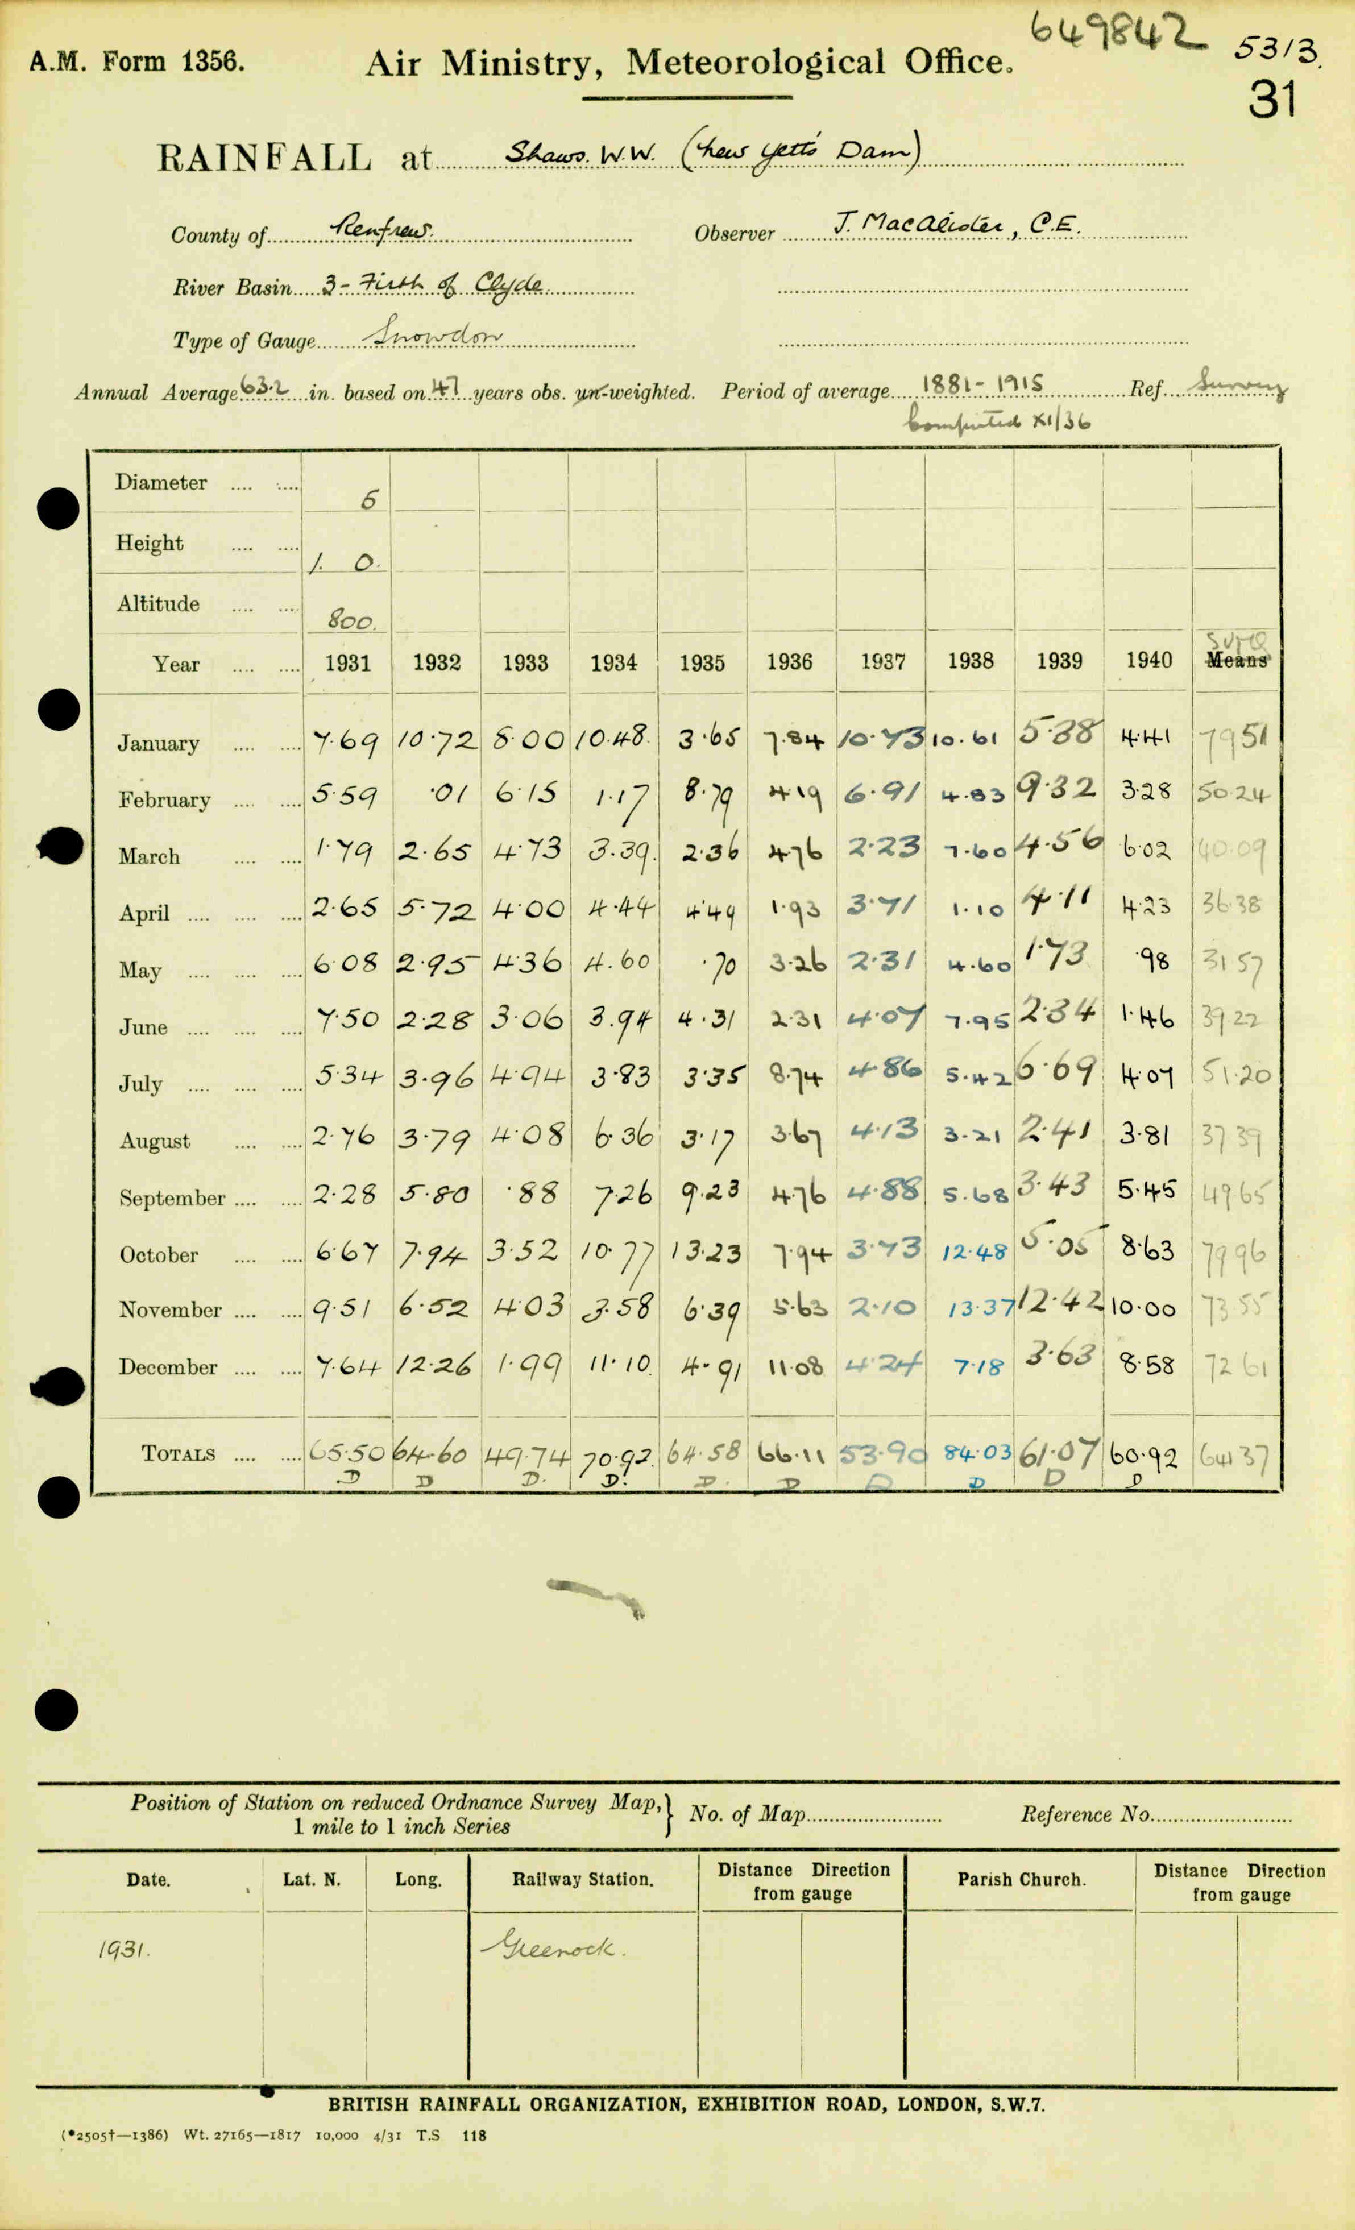 649842
5313.
31
A.M. Form 1356.
Air Ministry, Meteorological Office.
RAINFALL at Shaws. W.W. (hew Yetts Dam)
County of Renfrew. Observer J. MacAlister, C.E.
River Basin 3 - Firth of Clyde
Type of Gauge Snowdon
Annual Average 63.2 in. based on 47 years obs. un-weighted. Period of average 1881-1915 Ref. Survey
Computed XI/36
Diameter 5
Height 1. 0.
Altitude 800.
Sums
Year 1931 1932 1933 1934 1935 1936 1937 1938 1939 1940 Means
January 7.69 10.72 8.00 10.48 3.65 7.84 10.73 10.61 5.38 4.41 79 51
February 5.59 .01 6.15 1.17 8.79 4.19 6.91 4.83 9.32 3.28 50.24
March 1.79 2.65 4.73 3.39 2.36 4.76 2.23 7.60 4.56 6.02 40.09
April 2.65 5.72 4.00 4.44 4.49 1.93 3.71 1.10 4.11 4.23 36.38
May 6.08 2.95 4.36 4.60 .70 3.26 2.31 4.60 1.73 .98 31 57
June 7.50 2.28 3.06 3.94 4.31 2.31 4.07 7.95 2.34 1.46 39 22
July 5.34 3.96 4.94 3.83 3.35 8.74 4.86 5.42 6.69 4.07 51.20
August 2.76 3.79 4.08 6.36 3.17 3.67 4.13 3.21 2.41 3.81 37 39
September 2.28 5.80 .88 7.26 9.23 4.76 4.88 5.68 3.43 5.45 49 65
October 6.67 7.94 3.52 10.77 13.23 7.94 3.73 12.48 5.05 8.63 79 96
November 9.51 6.52 4.03 3.58 6.39 5.63 2.10 13.37 12.42 10.00 73 55
December 7.64 12.26 1.99 11.10 4.91 11.08 4.24 7.18 3.63 8.58 72 61
TOTALS 65.50 64.60 49.74 70.92 64.58 66.11 53.90 84.03 61.07 60.92 641 37
D D D. D. D. D D D D D
Position of Station on reduced Ordnance Survey Map, 1 mile to 1 inch Series } No. of Map Reference No.
Date. Lat. N. Long. Railway Station. Distance Direction from gauge Parish Church. Distance Direction from gauge
1931. Greenock.
BRITISH RAINFALL ORGANIZATION, EXHIBITION ROAD, LONDON, S.W.7.
(*2505†—1386) Wt. 27165—1817 10,000 4/31 T.S 118